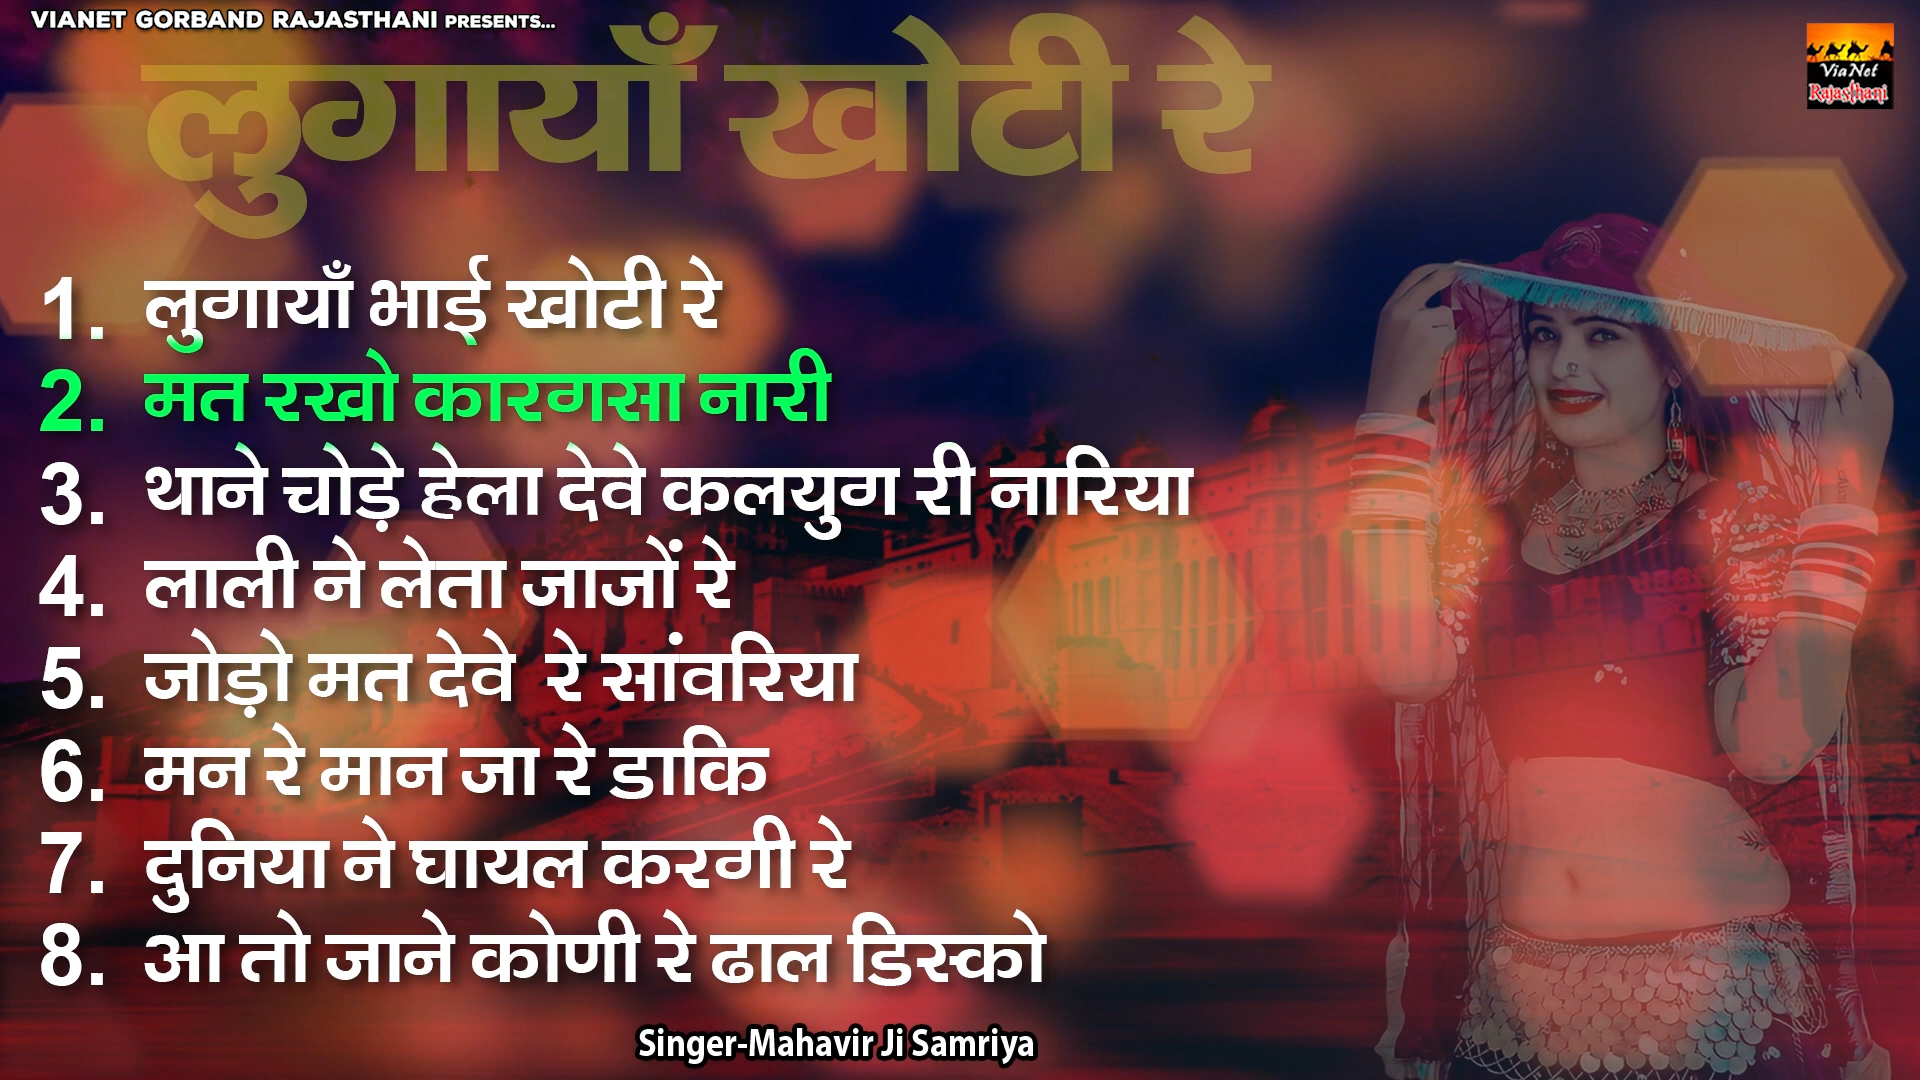 VIANET GORBAND RAJASTHANI PRESENTS...
ViaNet
Rajasthani
लुगायाँ खोटी रे
1. लुगायाँ भाई खोटी रे
2. मत रखो कारगसा नारी
3. थाने चोड़े हेला देवे कलयुग री नारिया
4. लाली ने लेता जाजों रे
5. जोड़ो मत देवे रे सांवरिया
6. मन रे मान जा रे डाकि
7. दुनिया ने घायल करगी रे
8. आ तो जाने कोणी रे ढाल डिस्को
Singer-Mahavir Ji Samriya